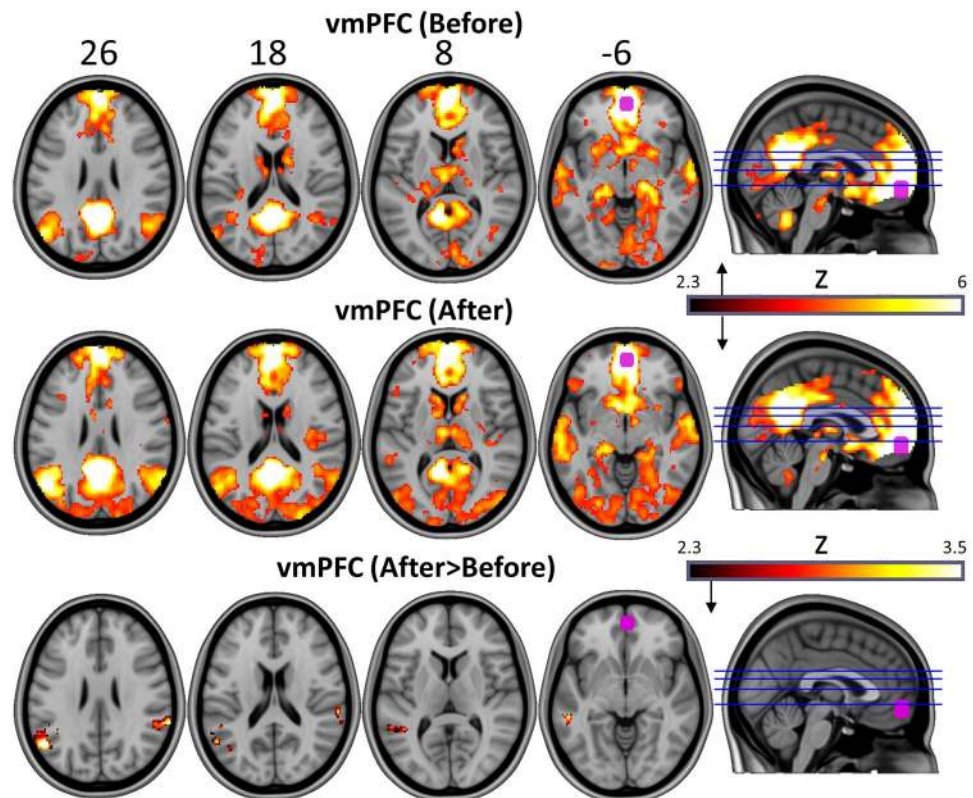 vmPFC (Before)
26 18 8 -6
2.3 Z 6
vmPFC (After)
2.3 Z 3.5
vmPFC (After>Before)